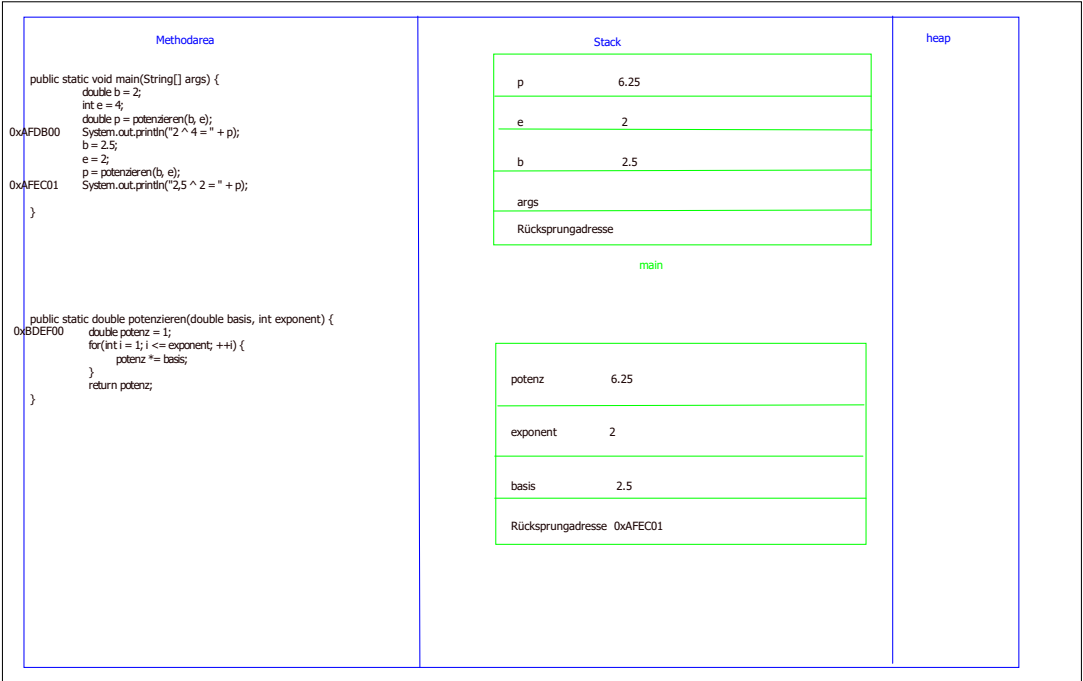 Methodarea
public static void main(String[] args) {
double b = 2;
int e = 4;
double p = potenzieren(b, e);
0xAFDB00 System.out.println("2 ^ 4 = " + p);
b = 2.5;
e = 2;
p = potenzieren(b, e);
0xAFEC01 System.out.println("2,5 ^ 2 = " + p);
}
public static double potenzieren(double basis, int exponent) {
0xBDEF00 double potenz = 1;
for(int i = 1; i <= exponent; ++i) {
potenz *= basis;
}
return potenz;
}
Stack
p 6.25
e 2
b 2.5
args
Rücksprungadresse
main
potenz 6.25
exponent 2
basis 2.5
Rücksprungadresse 0xAFEC01
heap